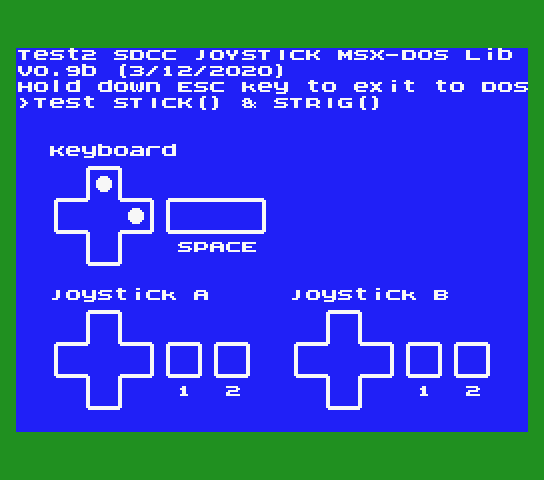 Test2 SDCC JOYSTICK MSX-DOS Lib
v0.9b (3/12/2020)
Hold down ESC key to exit to DOS
>Test STICK() & STRIG()
Keyboard
SPACE
Joystick A
Joystick B
1 2
1 2